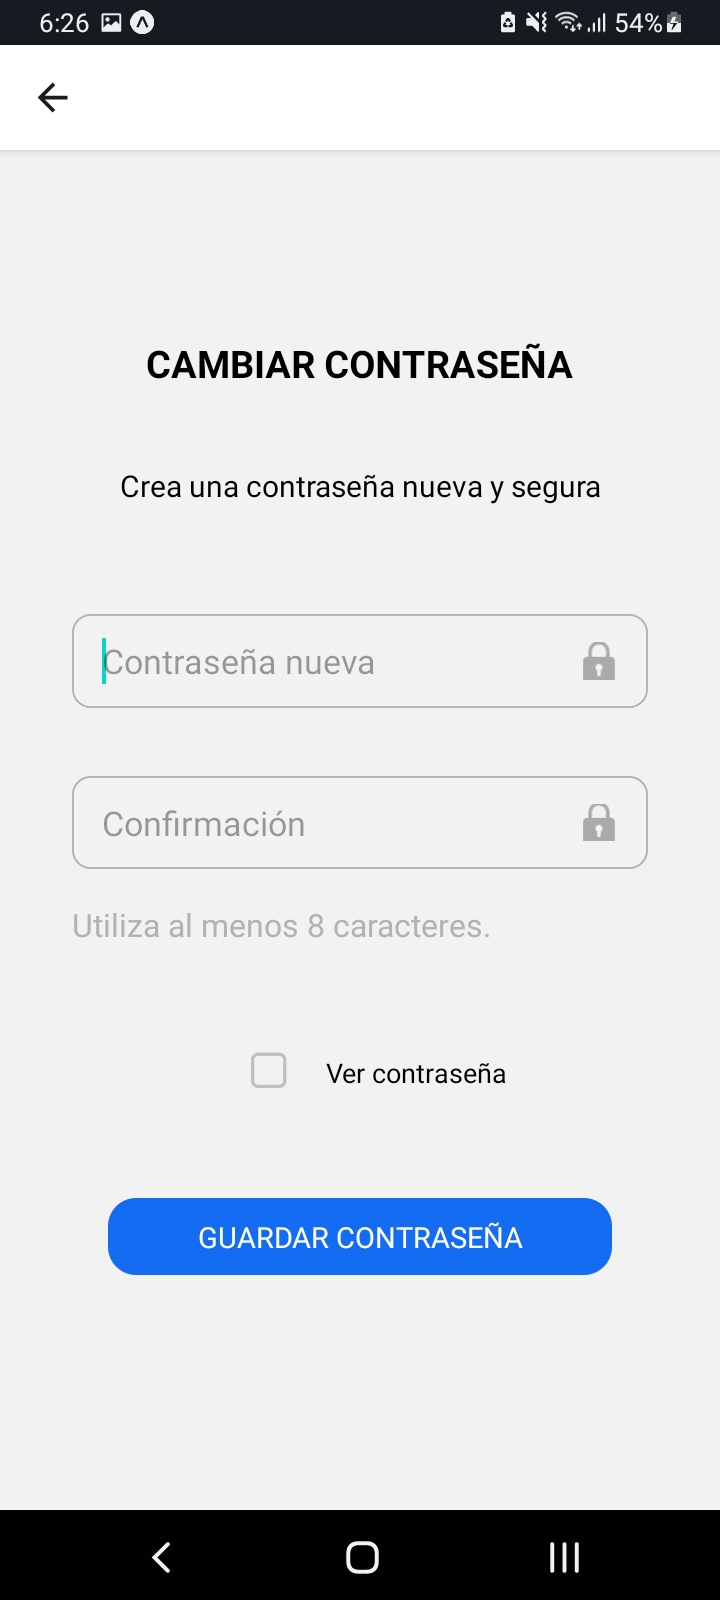 6:26 54%
CAMBIAR CONTRASEÑA
Crea una contraseña nueva y segura
Contraseña nueva
Confirmación
Utiliza al menos 8 caracteres.
Ver contraseña
GUARDAR CONTRASEÑA